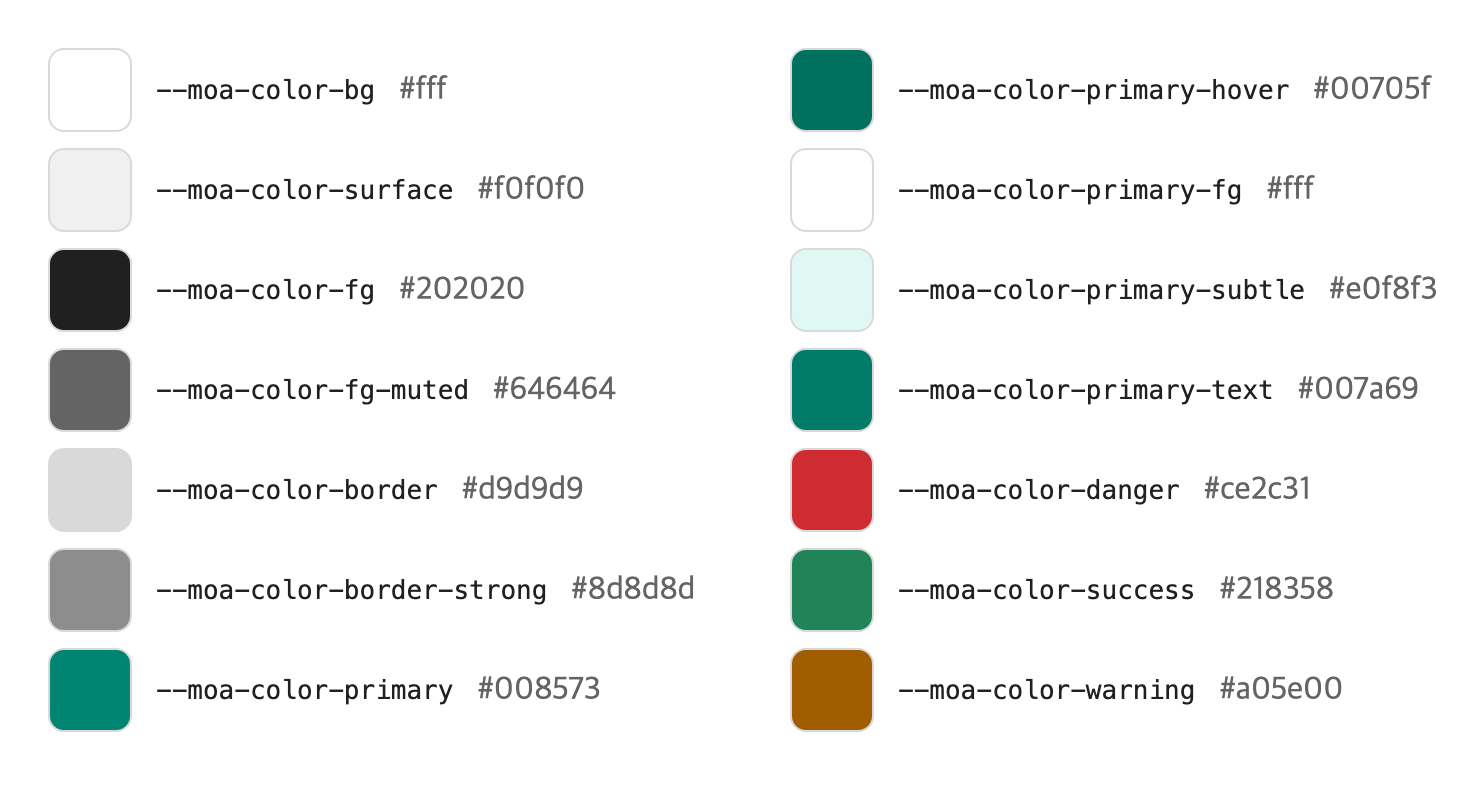 --moa-color-bg #fff
--moa-color-surface #f0f0f0
--moa-color-fg #202020
--moa-color-fg-muted #646464
--moa-color-border #d9d9d9
--moa-color-border-strong #8d8d8d
--moa-color-primary #008573
--moa-color-primary-hover #00705f
--moa-color-primary-fg #fff
--moa-color-primary-subtle #e0f8f3
--moa-color-primary-text #007a69
--moa-color-danger #ce2c31
--moa-color-success #218358
--moa-color-warning #a05e00